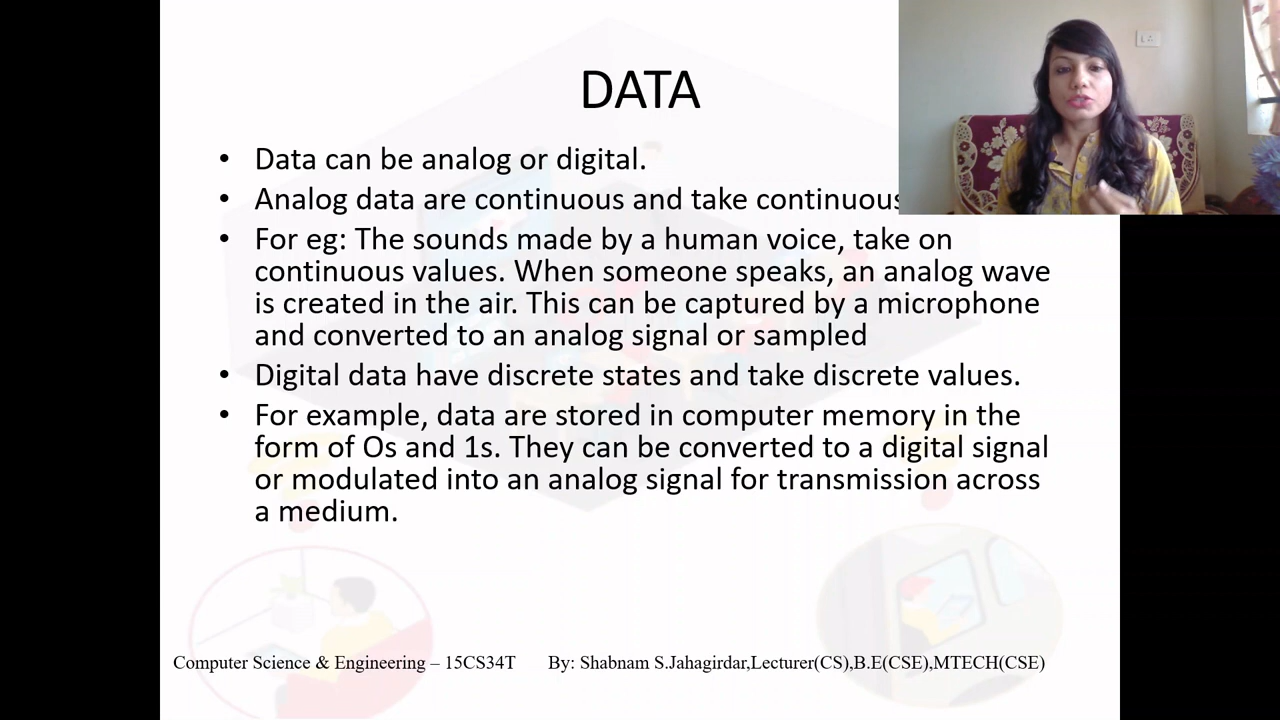 DATA
• Data can be analog or digital.
• Analog data are continuous and take continuous
• For eg: The sounds made by a human voice, take on
continuous values. When someone speaks, an analog wave
is created in the air. This can be captured by a microphone
and converted to an analog signal or sampled
• Digital data have discrete states and take discrete values.
• For example, data are stored in computer memory in the
form of Os and 1s. They can be converted to a digital signal
or modulated into an analog signal for transmission across
a medium.
Computer Science & Engineering – 15CS34T By: Shabnam S.Jahagirdar,Lecturer(CS),B.E(CSE),MTECH(CSE)